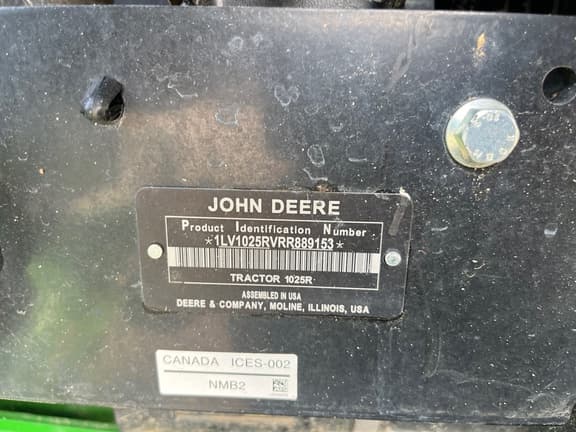 JOHN DEERE
Product Identification Number
*1LV1025RVRR889153*
TRACTOR 1025R
ASSEMBLED IN USA
DEERE & COMPANY, MOLINE, ILLINOIS, USA
CANADA ICES-002
NMB2